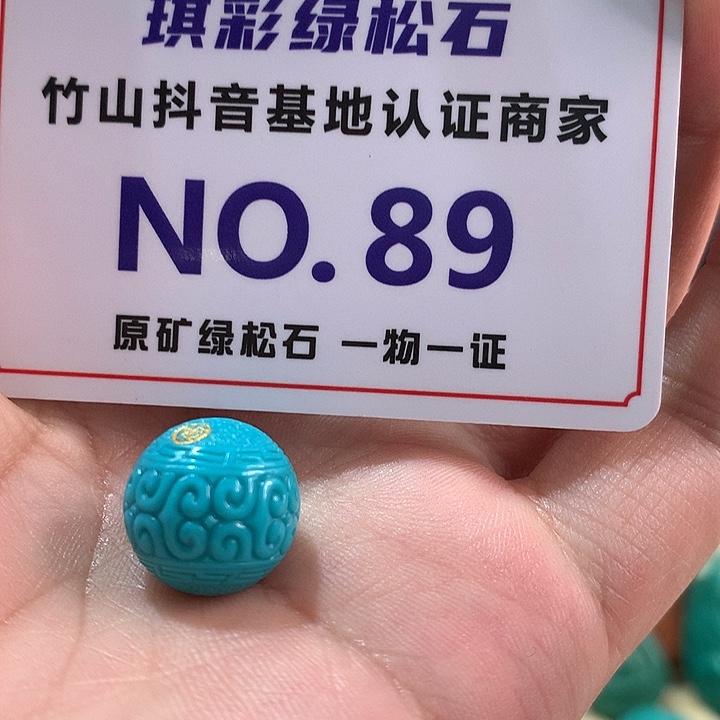 琪彩绿松石
竹山抖音基地认证商家
NO.89
原矿绿松石 一物一证